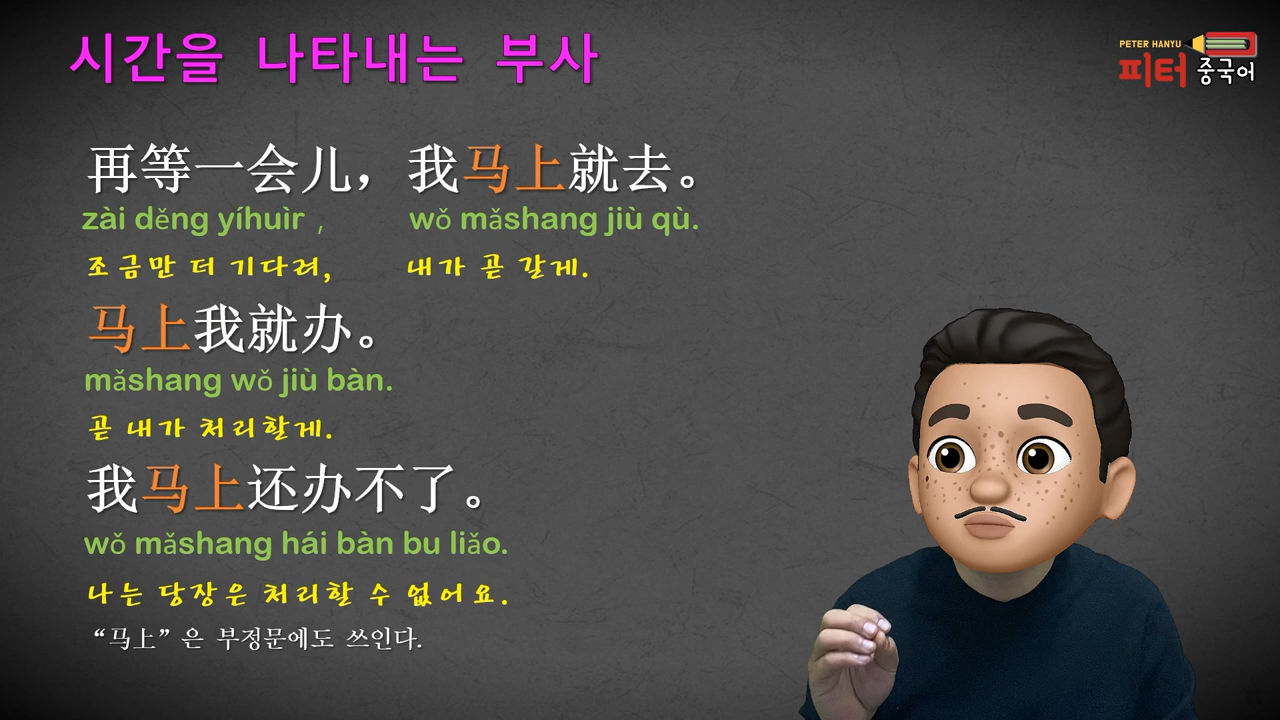 시간을 나타내는 부사
PETER HANYU
피터 중국어
再等一会儿，我马上就去。
zài děng yíhuìr , wǒ mǎshang jiù qù.
조금만 더 기다려, 내가 곧 갈게.
马上我就办。
mǎshang wǒ jiù bàn.
곧 내가 처리할게.
我马上还办不了。
wǒ mǎshang hái bàn bu liǎo.
나는 당장은 처리할 수 없어요.
“马上”은 부정문에도 쓰인다.